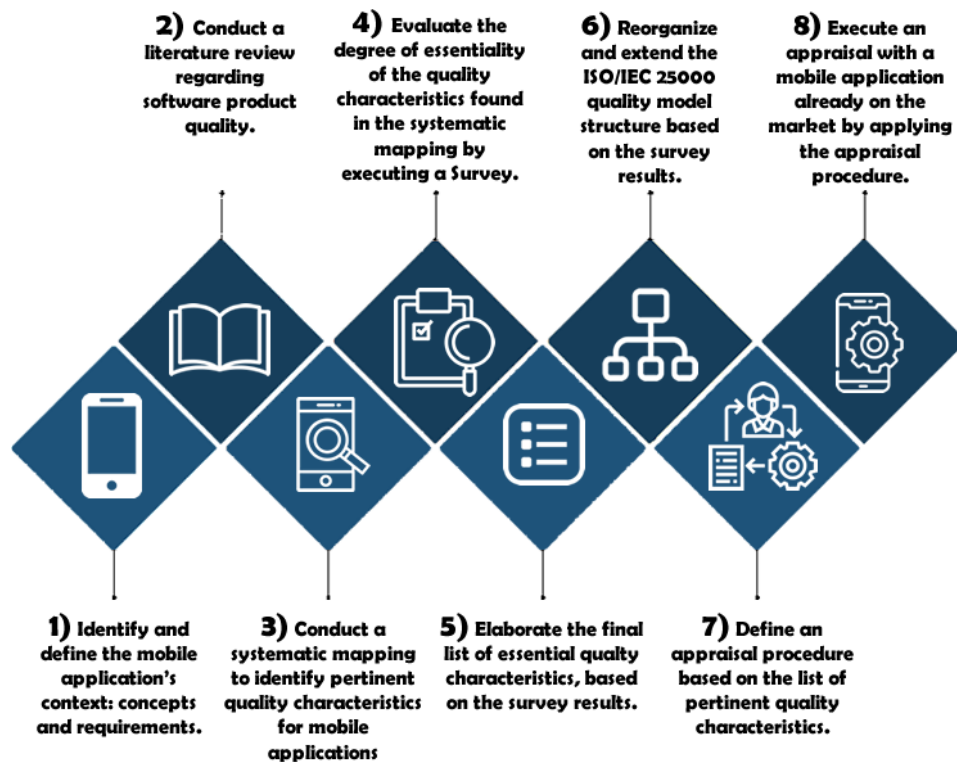 1) Identify and
define the mobile
application's
context: concepts
and requirements.
2) Conduct a
literature review
regarding
software product
quality.
3) Conduct a
systematic
mapping
to identify pertinent
quality characteristics
for mobile
applications
4) Evaluate the
degree of essentiality
of the quality
characteristics found
in the systematic
mapping by
executing a Survey.
5) Elaborate the final
list of essential qualty
characteristics, based
on the survey results.
6) Reorganize
and extend the
ISO/IEC 25000
quality model
structure based
on the survey
results.
7) Define an
appraisal procedure
based on the list of
pertinent quality
characteristics.
8) Execute an
appraisal with a
mobile application
already on the
market by applying
the appraisal
procedure.